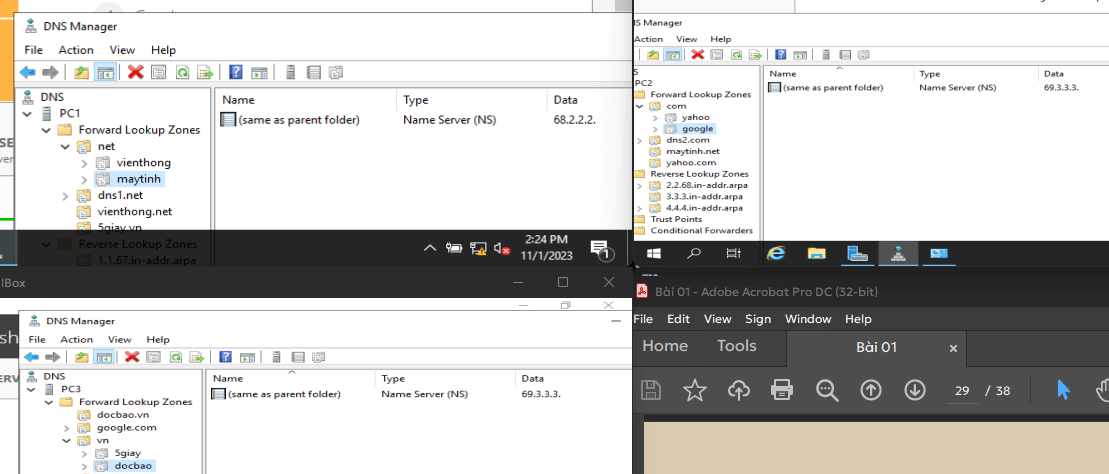 DNS Manager
File Action View Help
DNS
PC1
Forward Lookup Zones
net
vienthong
maytinh
dns1.net
vienthong.net
5giay.vn
Reverse Lookup Zones
1.1.67.in-addr.arpa
Name Type Data
(same as parent folder) Name Server (NS) 68.2.2.2.
2:24 PM
11/1/2023
1
NS Manager
Action View Help
PC2
Forward Lookup Zones
com
yahoo
google
dns2.com
maytinh.net
yahoo.com
Reverse Lookup Zones
2.2.68.in-addr.arpa
3.3.3.in-addr.arpa
4.4.4.in-addr.arpa
Trust Points
Conditional Forwarders
Name Type Data
(same as parent folder) Name Server (NS) 69.3.3.3.
lBox
DNS Manager
File Action View Help
DNS
PC3
Forward Lookup Zones
docbao.vn
google.com
vn
5giay
docbao
Name Type Data
(same as parent folder) Name Server (NS) 69.3.3.3.
Bài 01 - Adobe Acrobat Pro DC (32-bit)
File Edit View Sign Window Help
Home Tools Bài 01 x
29 / 38